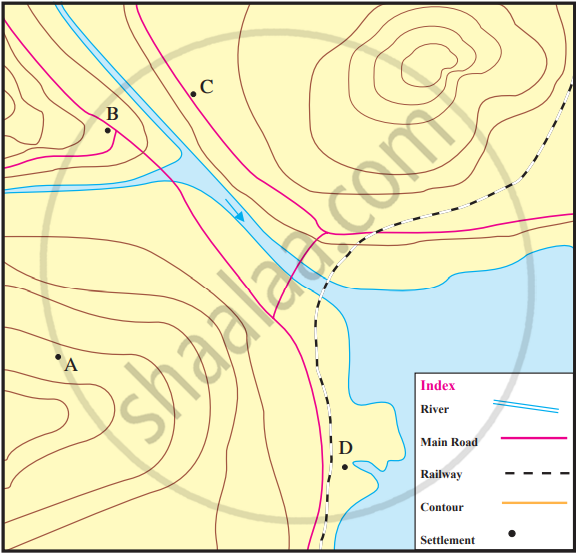 C
B
shaalaa.com
A
D
Index
River
Main Road
Railway
Contour
Settlement